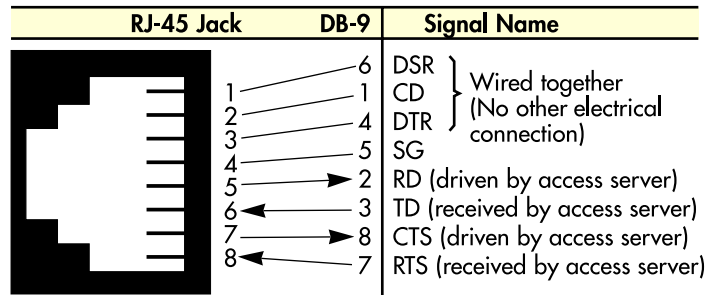 RJ-45 Jack DB-9 Signal Name
1 6 DSR
2 1 CD
3 4 DTR
Wired together
(No other electrical
connection)
4 5 SG
5 2 RD (driven by access server)
6 3 TD (received by access server)
7 8 CTS (driven by access server)
8 7 RTS (received by access server)